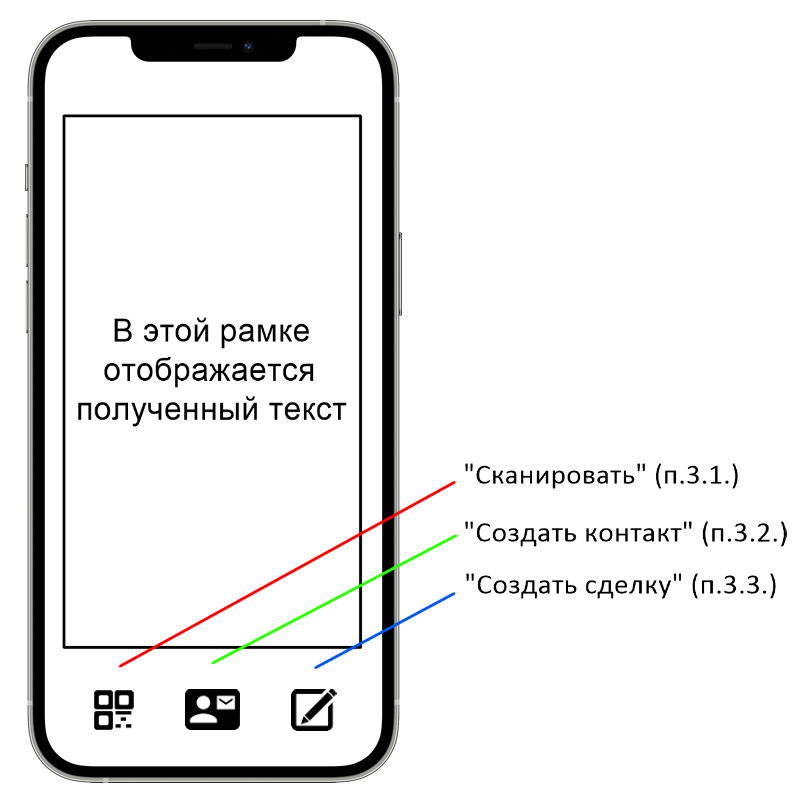 В этой рамке
отображается
полученный текст
"Сканировать" (п.3.1.)
"Создать контакт" (п.3.2.)
"Создать сделку" (п.3.3.)